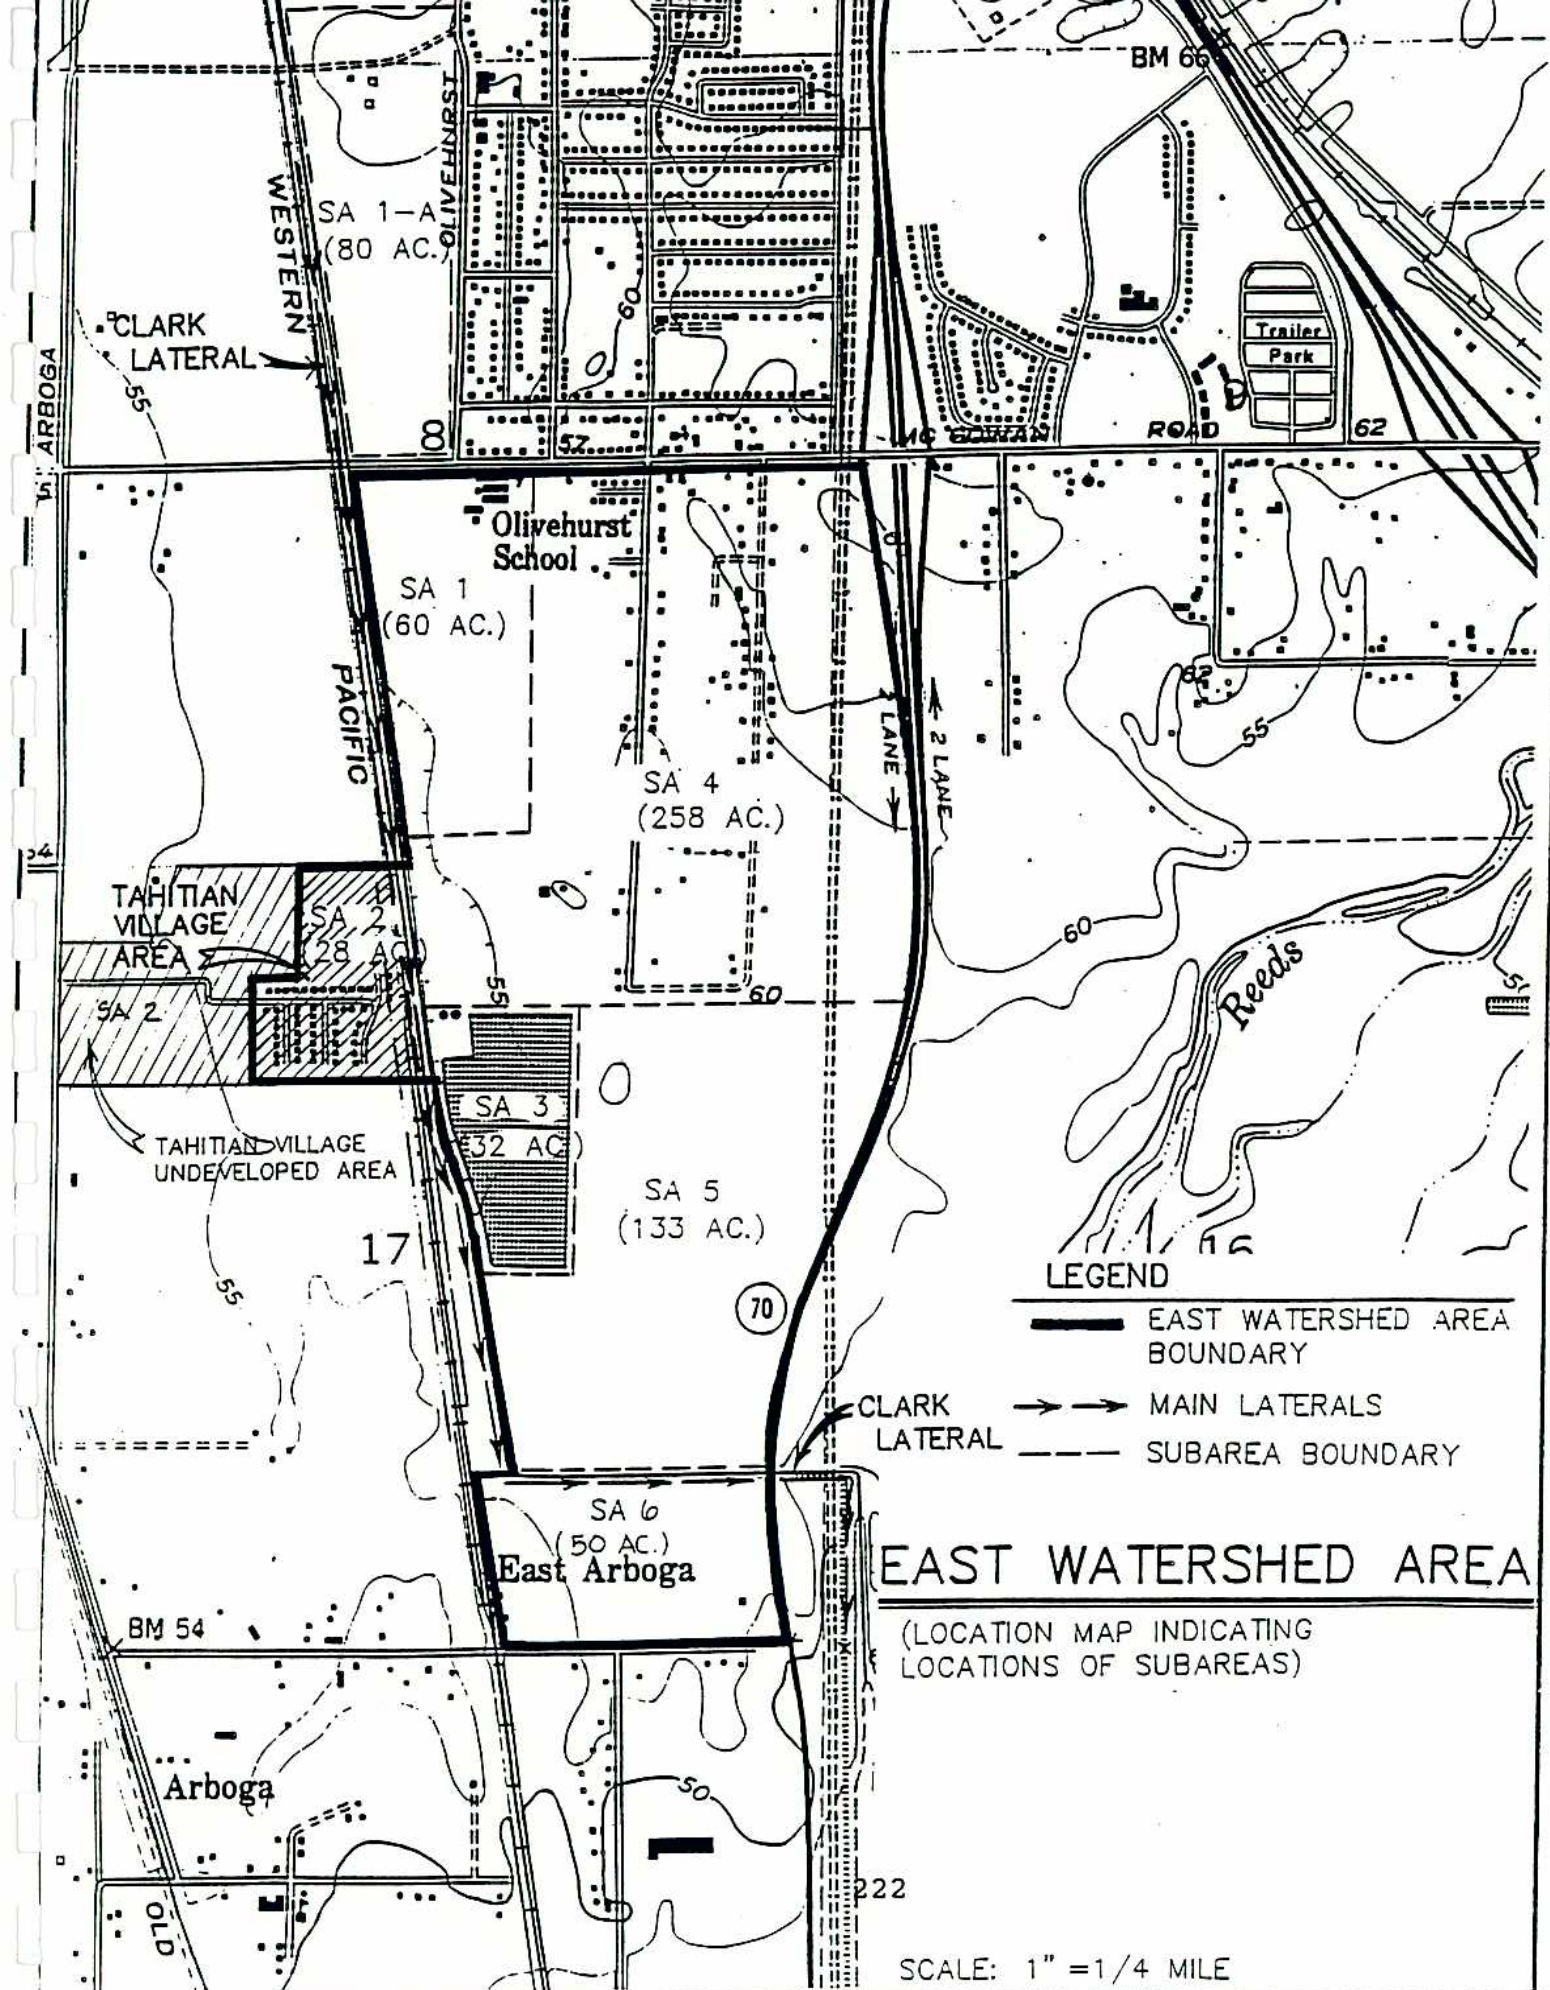 BM 66
WESTERN
OLIVEHRST
SA 1-A
(80 AC.)
60
CLARK
LATERAL
Trailer
Park
ARBOGA
55
57
MC GOWAN
ROAD
62
Olivehurst
School
SA 1
(60 AC.)
PACIFIC
62
55
2 LANE
2 LANE
SA 4
(258 AC.)
TAHITIAN
VILLAGE
AREA
SA 2
(28 AC.)
60
Reeds
55
60
SA 2
SA 3
(32 AC.)
TAHITIAN VILLAGE
UNDEVELOPED AREA
SA 5
(133 AC.)
17
55
70
LEGEND
EAST WATERSHED AREA
BOUNDARY
MAIN LATERALS
SUBAREA BOUNDARY
CLARK
LATERAL
SA 6
(50 AC.)
East Arboga
EAST WATERSHED AREA
(LOCATION MAP INDICATING
LOCATIONS OF SUBAREAS)
BM 54
Arboga
50
222
OLD
SCALE: 1" =1/4 MILE